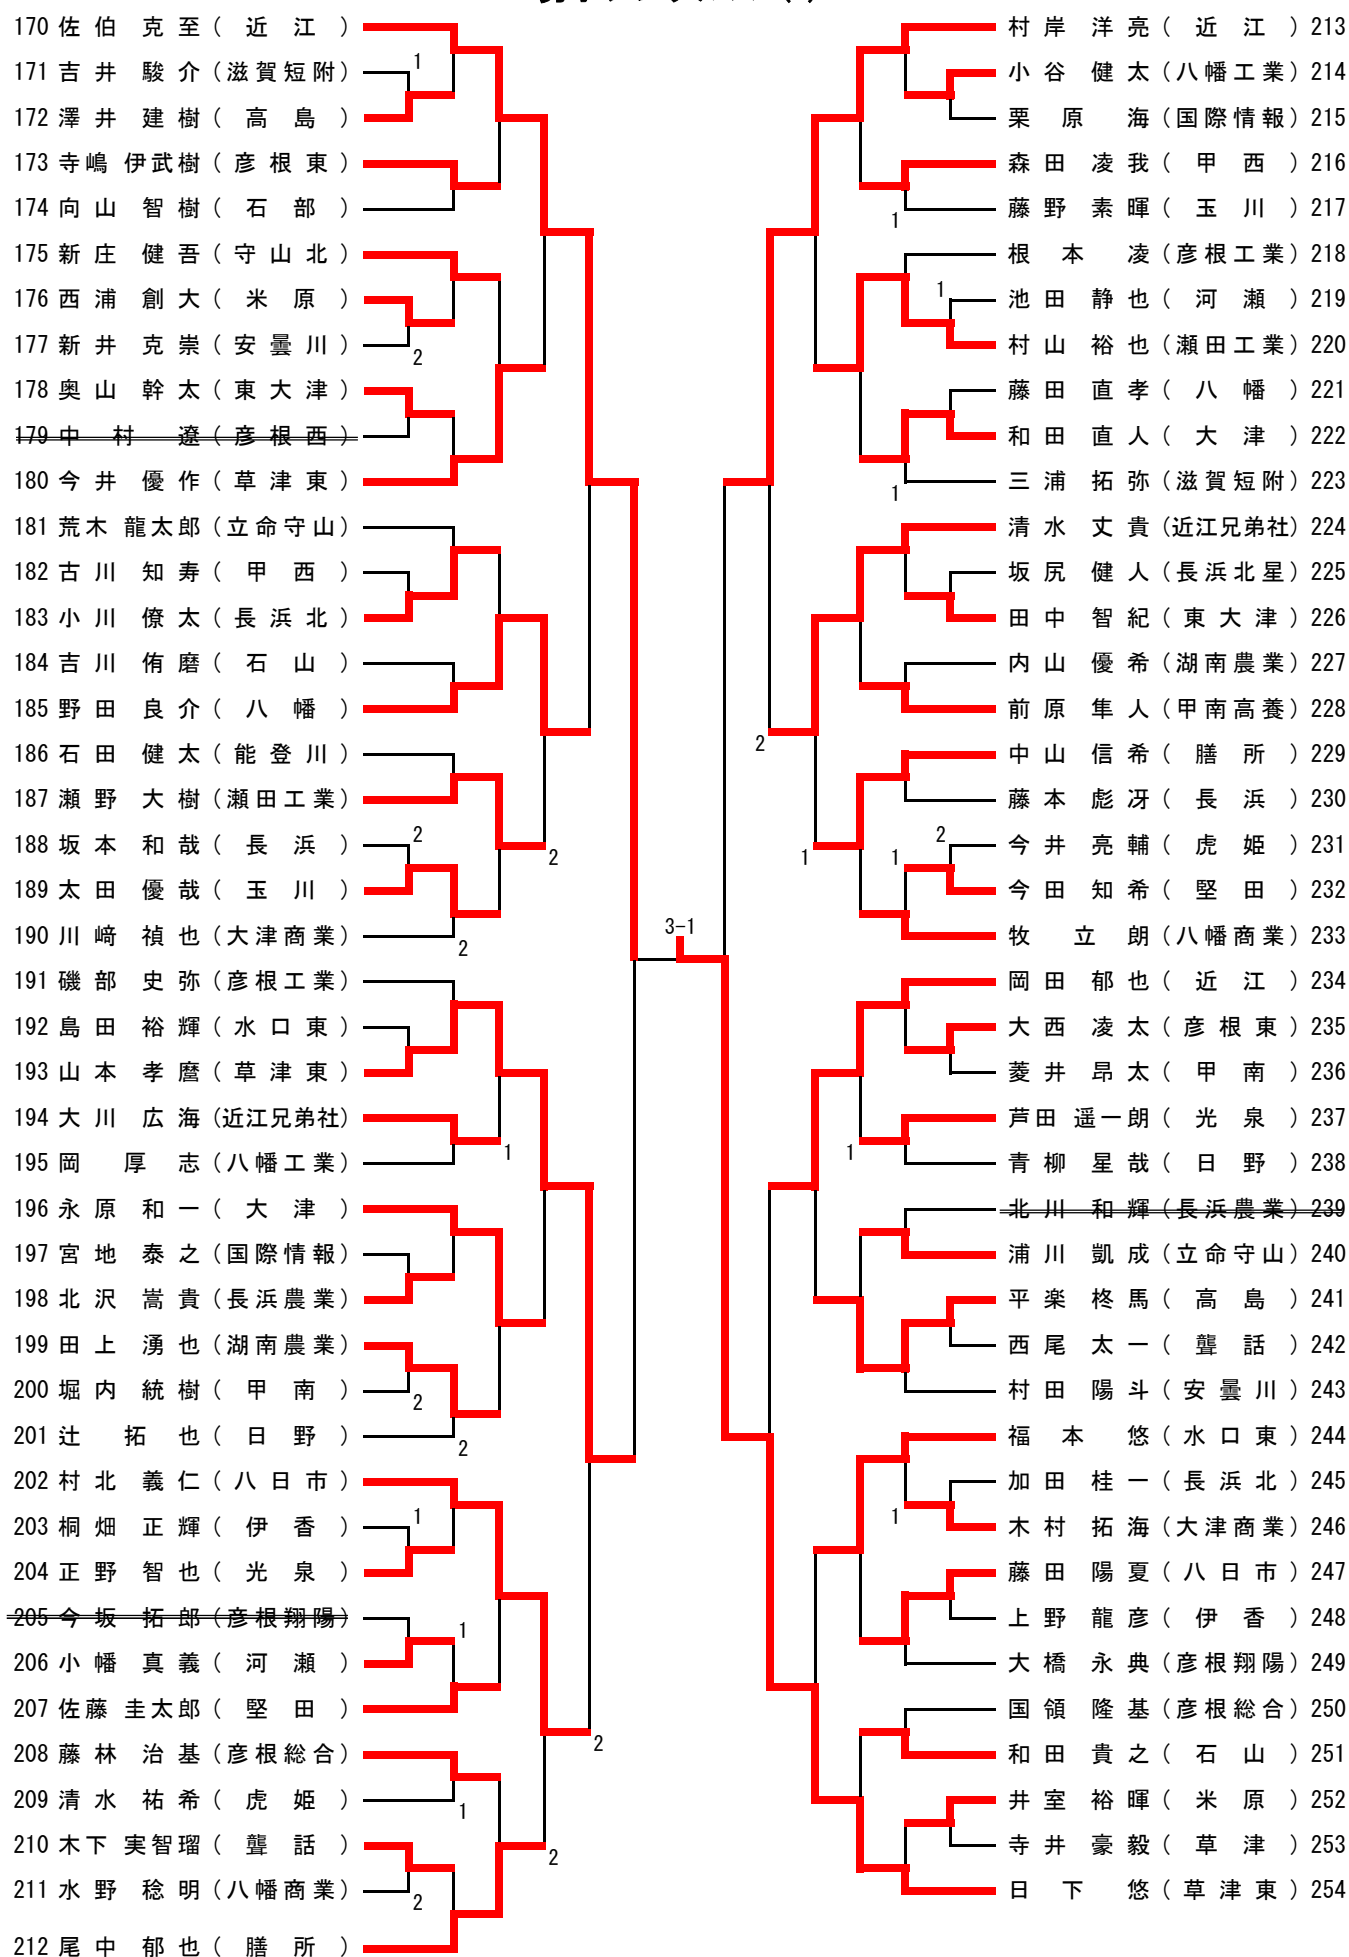 170 佐伯 克至 ( 近江 )
171 吉井 駿介 (滋賀短附)
172 澤井 建樹 ( 高島 )
173 寺嶋 伊武樹 ( 彦根東 )
174 向山 智樹 ( 石部 )
175 新庄 健吾 ( 守山北 )
176 西浦 創大 ( 米原 )
177 新井 克崇 ( 安曇川 )
178 奥山 幹太 ( 東大津 )
179 中村 遼 ( 彦根西 )
180 今井 優作 ( 草津東 )
181 荒木 龍太郎 (立命守山)
182 古川 知寿 ( 甲西 )
183 小川 僚太 ( 長浜北 )
184 吉川 侑磨 ( 石山 )
185 野田 良介 ( 八幡 )
186 石田 健太 ( 能登川 )
187 瀬野 大樹 (瀬田工業)
188 坂本 和哉 ( 長浜 )
189 太田 優哉 ( 玉川 )
190 川﨑 禎也 (大津商業)
191 磯部 史弥 (彦根工業)
192 島田 裕輝 ( 水口東 )
193 山本 孝麿 ( 草津東 )
194 大川 広海 (近江兄弟社)
195 岡 厚志 (八幡工業)
196 永原 和一 ( 大津 )
197 宮地 泰之 (国際情報)
198 北沢 嵩貴 (長浜農業)
199 田上 湧也 (湖南農業)
200 堀内 統樹 ( 甲南 )
201 辻 拓也 ( 日野 )
202 村北 義仁 ( 八日市 )
203 桐畑 正輝 ( 伊香 )
204 正野 智也 ( 光泉 )
205 今坂 拓郎 (彦根翔陽)
206 小幡 真義 ( 河瀬 )
207 佐藤 圭太郎 ( 堅田 )
208 藤林 治基 (彦根総合)
209 清水 祐希 ( 虎姫 )
210 木下 実智瑠 ( 聾話 )
211 水野 稔明 (八幡商業)
212 尾中 郁也 ( 膳所 )
1
2
2
2
2
1
2
2
1
1
1
2
2
2
2
3-1
村岸 洋亮 ( 近江 ) 213
小谷 健太 (八幡工業) 214
栗原 海 (国際情報) 215
森田 凌我 ( 甲西 ) 216
藤野 素暉 ( 玉川 ) 217
根本 凌 (彦根工業) 218
池田 静也 ( 河瀬 ) 219
村山 裕也 (瀬田工業) 220
藤田 直孝 ( 八幡 ) 221
和田 直人 ( 大津 ) 222
三浦 拓弥 (滋賀短附) 223
清水 丈貴 (近江兄弟社) 224
坂尻 健人 (長浜北星) 225
田中 智紀 ( 東大津 ) 226
内山 優希 (湖南農業) 227
前原 隼人 (甲南高養) 228
中山 信希 ( 膳所 ) 229
藤本 彪冴 ( 長浜 ) 230
今井 亮輔 ( 虎姫 ) 231
今田 知希 ( 堅田 ) 232
牧 立朗 (八幡商業) 233
岡田 郁也 ( 近江 ) 234
大西 凌太 ( 彦根東 ) 235
菱井 昂太 ( 甲南 ) 236
芦田 遥一朗 ( 光泉 ) 237
青柳 星哉 ( 日野 ) 238
北川 和輝 (長浜農業) 239
浦川 凱成 (立命守山) 240
平楽 柊馬 ( 高島 ) 241
西尾 太一 ( 聾話 ) 242
村田 陽斗 ( 安曇川 ) 243
福本 悠 ( 水口東 ) 244
加田 桂一 ( 長浜北 ) 245
木村 拓海 (大津商業) 246
藤田 陽夏 ( 八日市 ) 247
上野 龍彦 ( 伊香 ) 248
大橋 永典 (彦根翔陽) 249
国領 隆基 (彦根総合) 250
和田 貴之 ( 石山 ) 251
井室 裕暉 ( 米原 ) 252
寺井 豪毅 ( 草津 ) 253
日下 悠 ( 草津東 ) 254
1
1
1
2
2
1
1
1
1